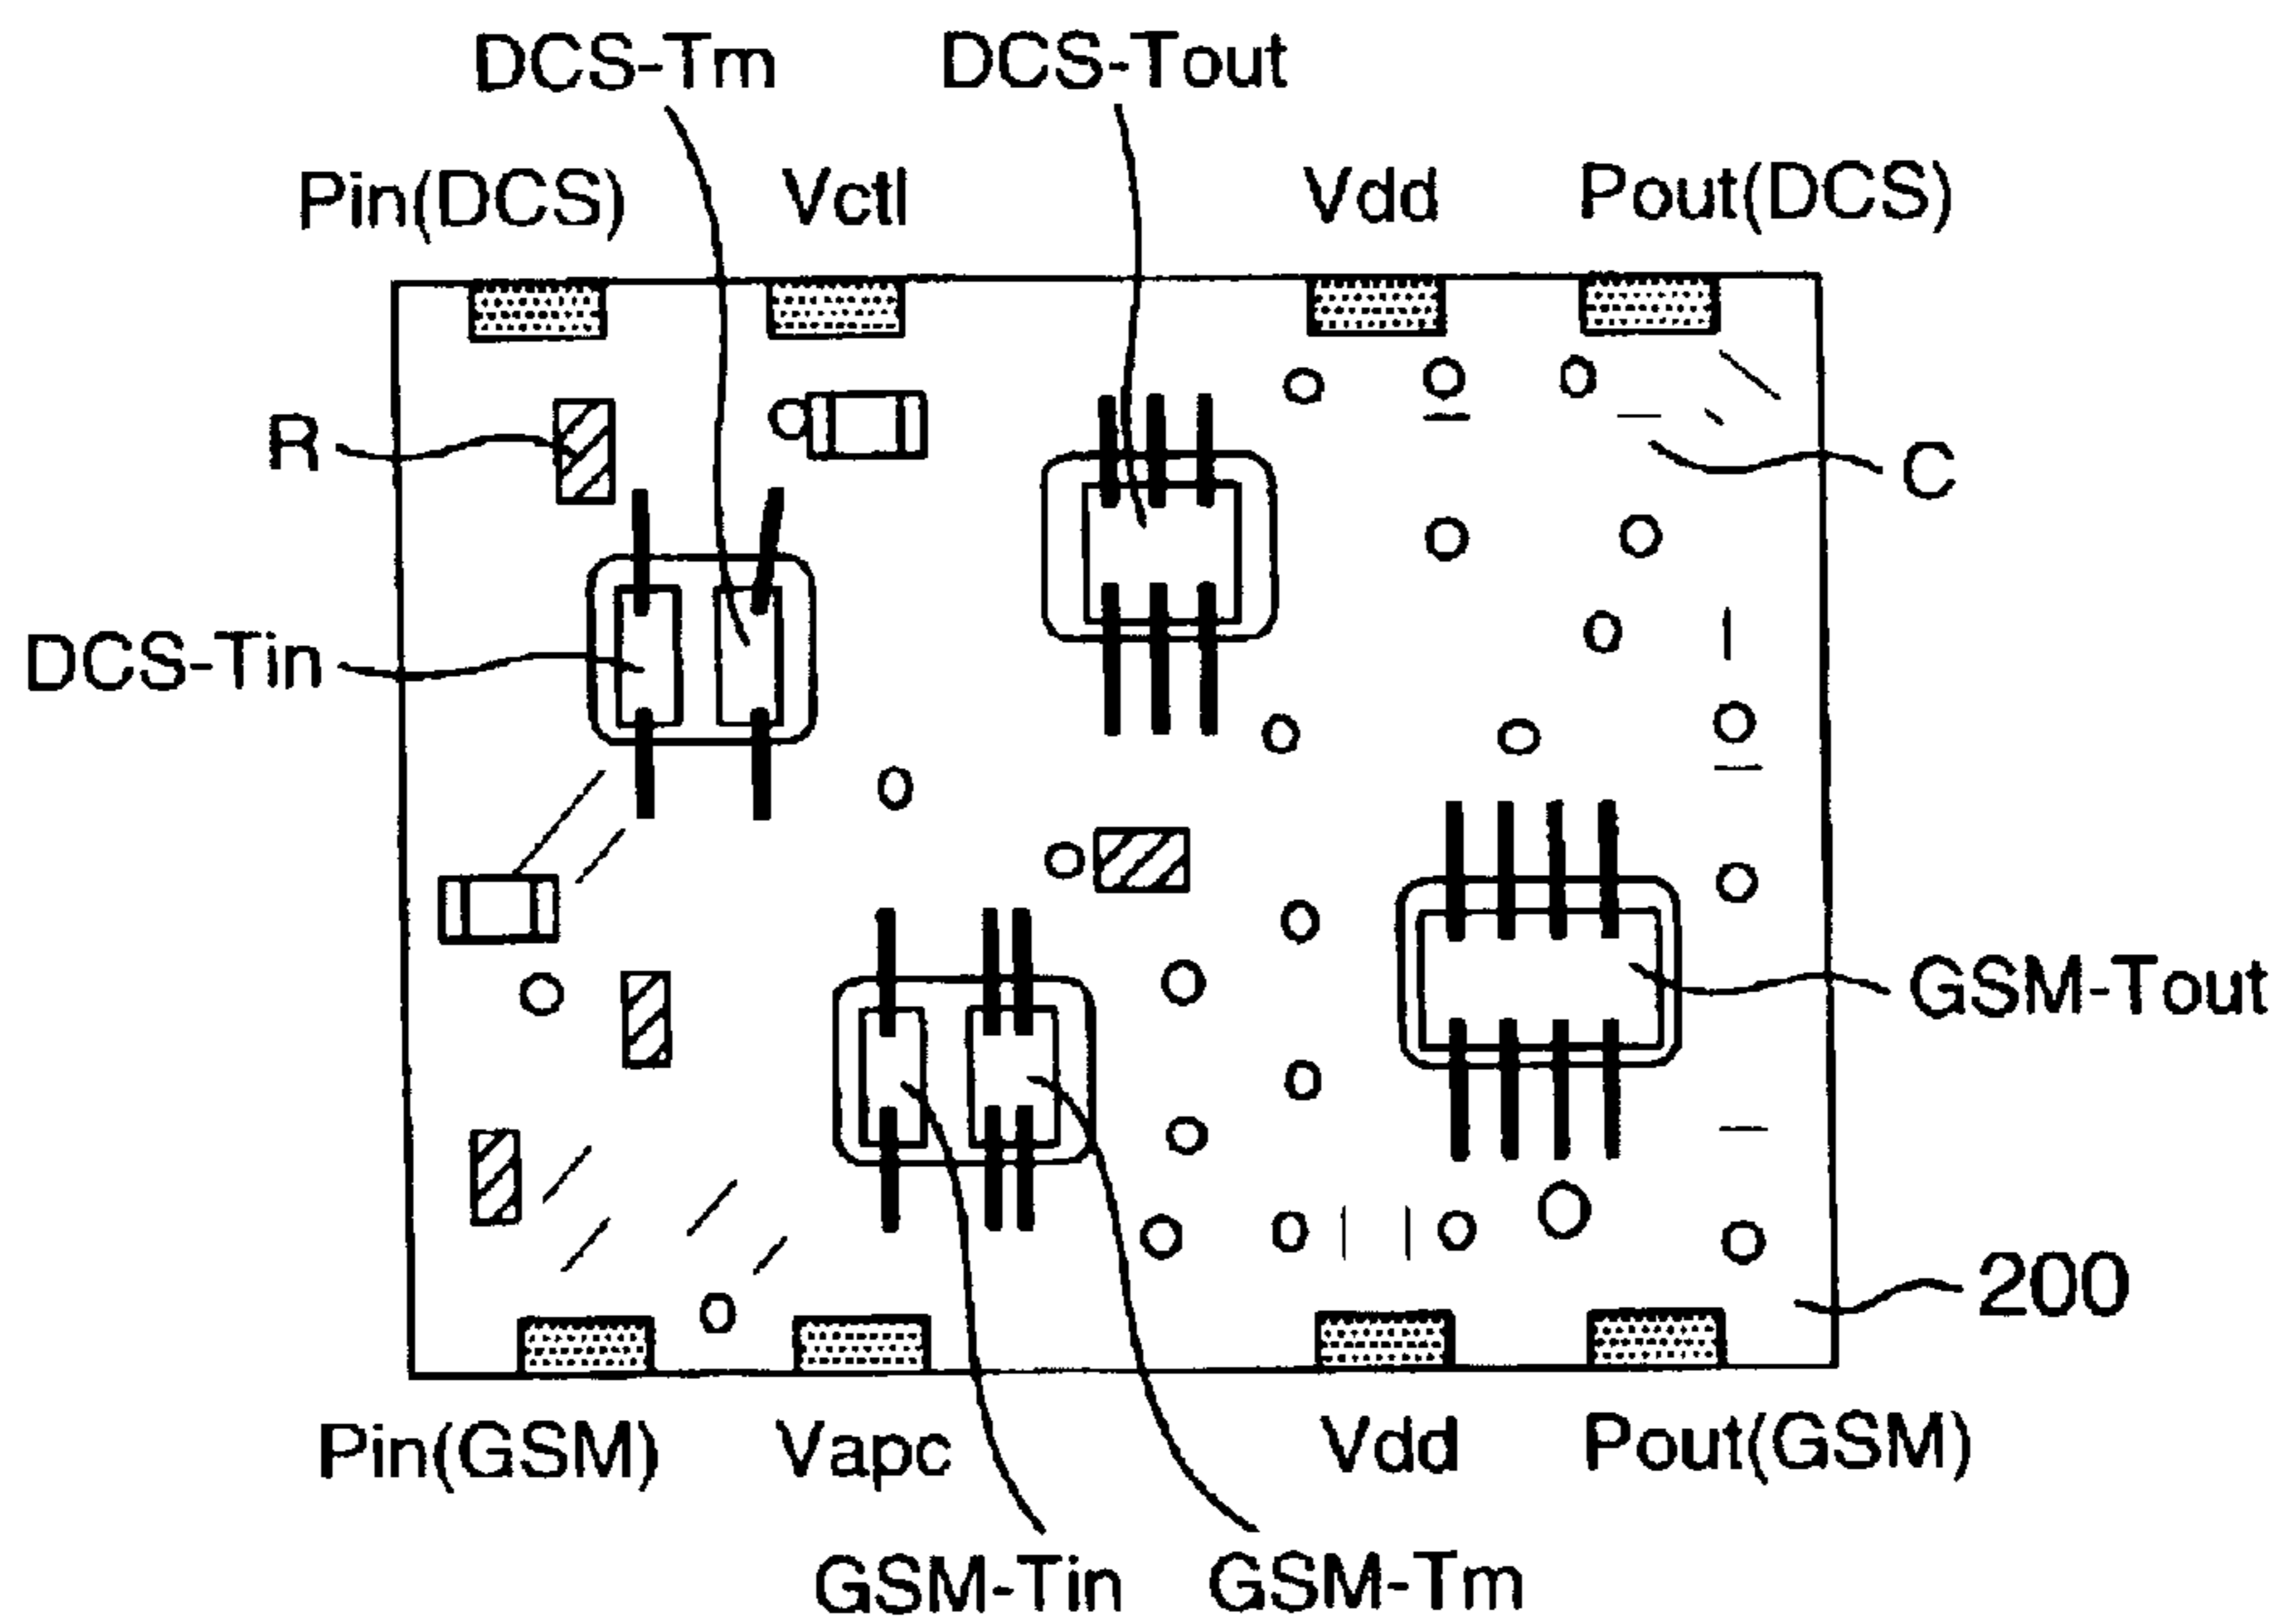 DCS-Tm DCS-Tout
Pin(DCS) Vctl Vdd Pout(DCS)
R
C
DCS-Tin
GSM-Tout
200
Pin(GSM) Vapc Vdd Pout(GSM)
GSM-Tin GSM-Tm